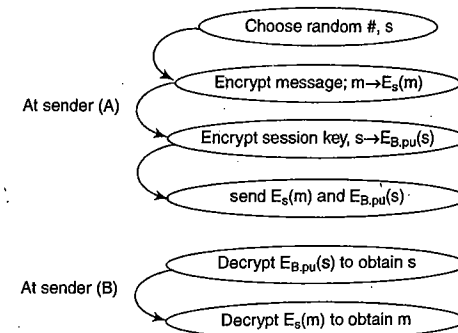 Choose random #, s
Encrypt message; m→Es(m)
At sender (A)
Encrypt session key, s→EB.pu(s)
send Es(m) and EB.pu(s)
Decrypt EB.pu(s) to obtain s
At sender (B)
Decrypt Es(m) to obtain m